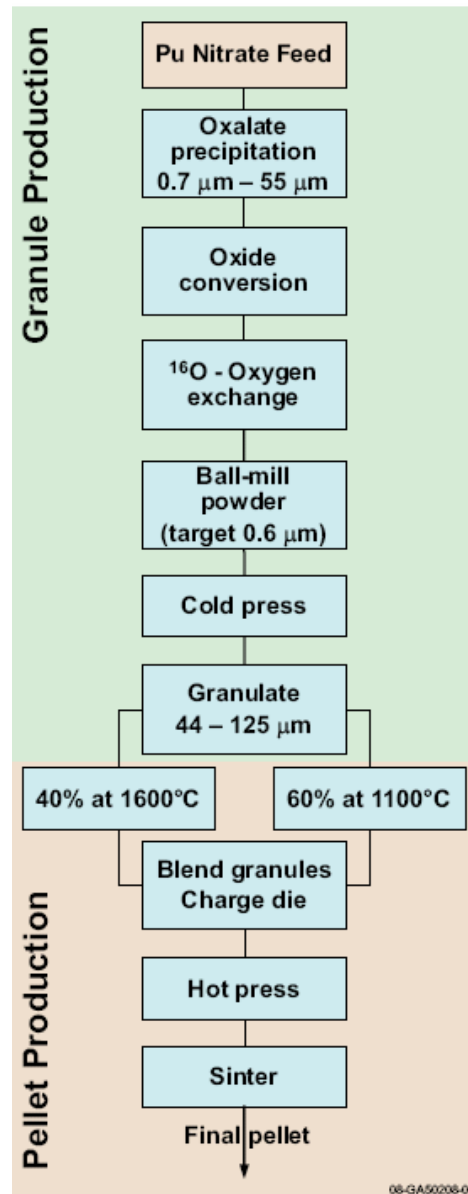 Granule Production
Pu Nitrate Feed
Oxalate
precipitation
0.7 μm – 55 μm
Oxide
conversion
¹⁶O - Oxygen
exchange
Ball-mill
powder
(target 0.6 μm)
Cold press
Granulate
44 – 125 μm
Pellet Production
40% at 1600°C
60% at 1100°C
Blend granules
Charge die
Hot press
Sinter
Final pellet